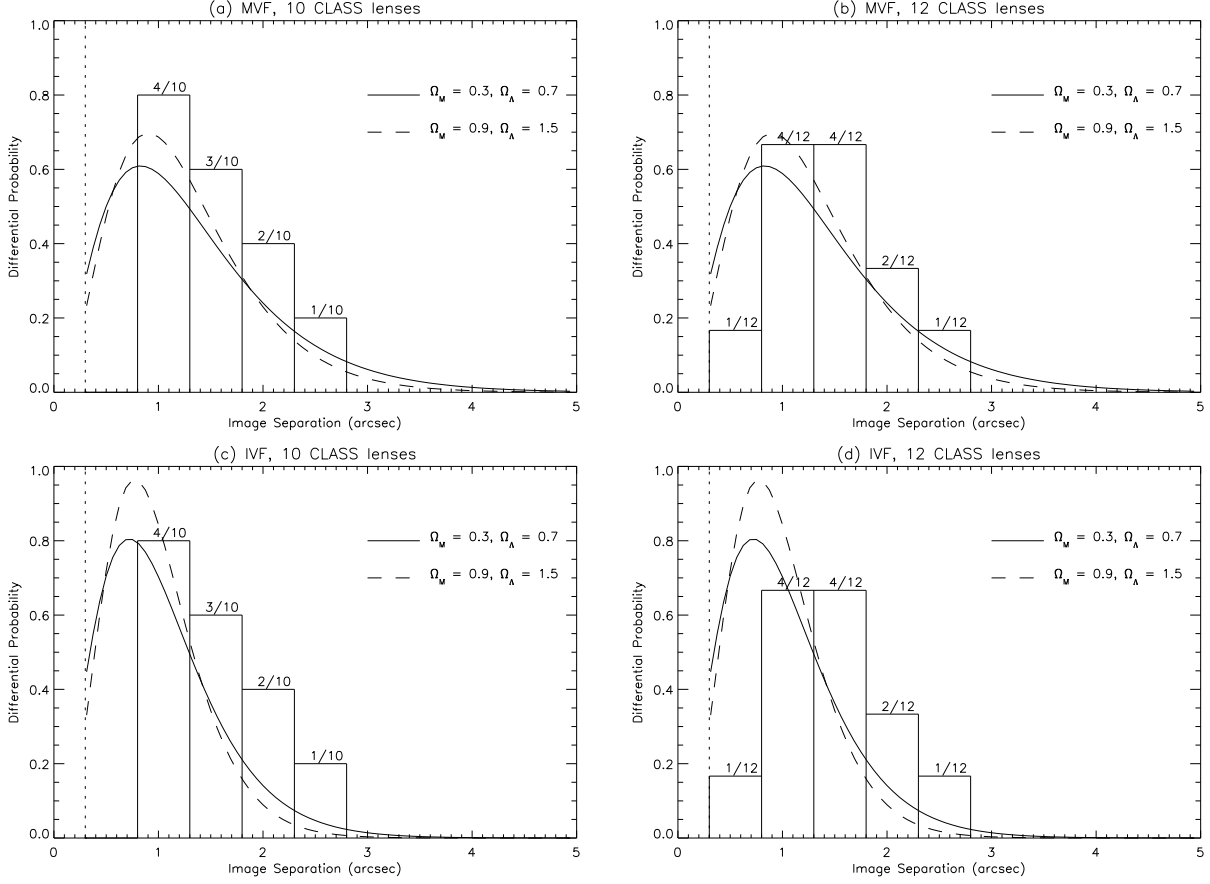 (a) MVF, 10 CLASS lenses
1.0
0.8
0.6
0.4
0.2
0.0
Differential Probability
4/10
3/10
2/10
1/10
Ω_M = 0.3, Ω_Λ = 0.7
Ω_M = 0.9, Ω_Λ = 1.5
0 1 2 3 4 5
Image Separation (arcsec)
(b) MVF, 12 CLASS lenses
1.0
0.8
0.6
0.4
0.2
0.0
Differential Probability
1/12
4/12
4/12
2/12
1/12
Ω_M = 0.3, Ω_Λ = 0.7
Ω_M = 0.9, Ω_Λ = 1.5
0 1 2 3 4 5
Image Separation (arcsec)
(c) IVF, 10 CLASS lenses
1.0
0.8
0.6
0.4
0.2
0.0
Differential Probability
4/10
3/10
2/10
1/10
Ω_M = 0.3, Ω_Λ = 0.7
Ω_M = 0.9, Ω_Λ = 1.5
0 1 2 3 4 5
Image Separation (arcsec)
(d) IVF, 12 CLASS lenses
1.0
0.8
0.6
0.4
0.2
0.0
Differential Probability
1/12
4/12
4/12
2/12
1/12
Ω_M = 0.3, Ω_Λ = 0.7
Ω_M = 0.9, Ω_Λ = 1.5
0 1 2 3 4 5
Image Separation (arcsec)